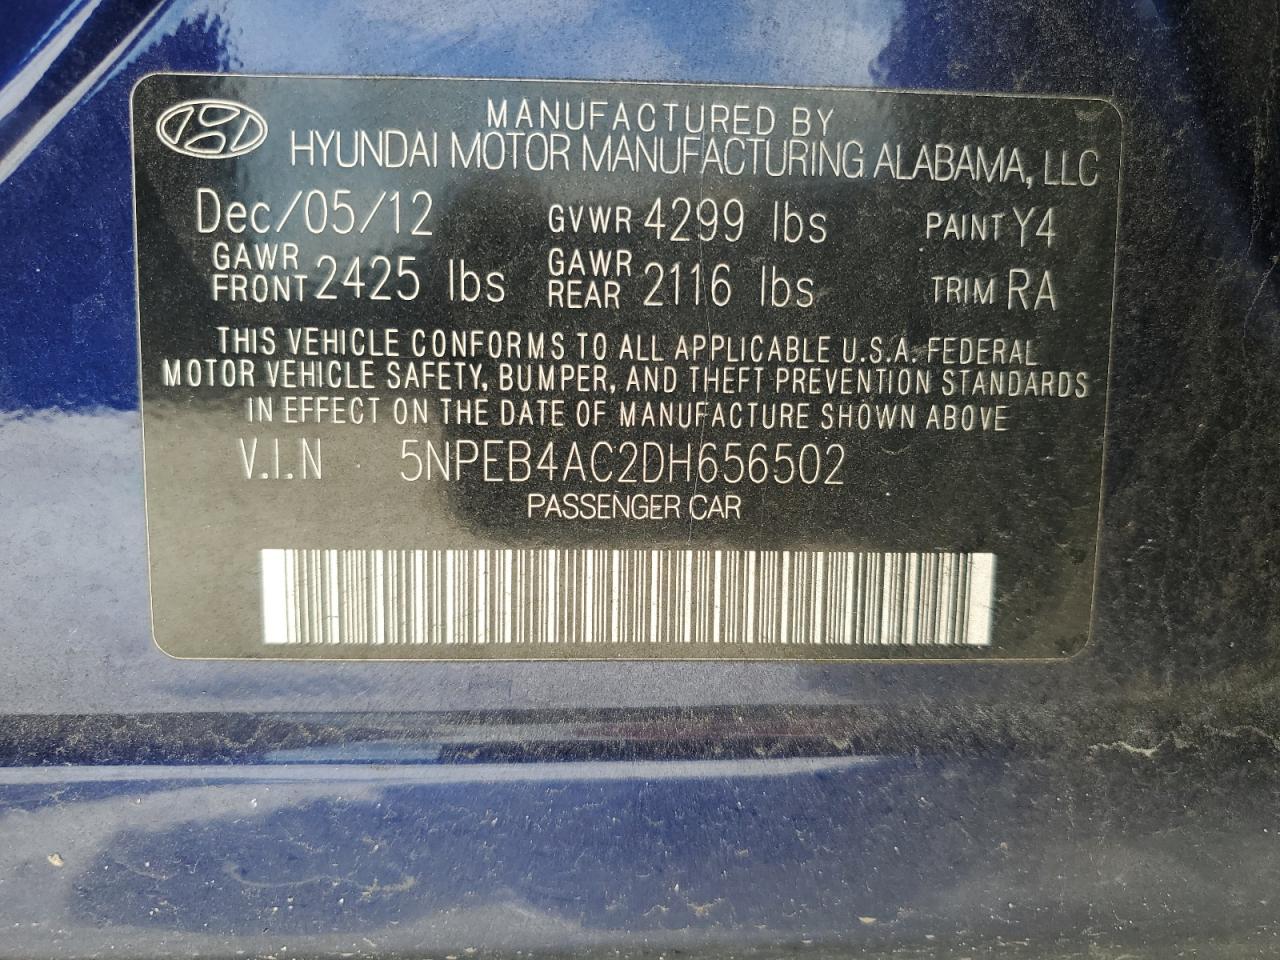 MANUFACTURED BY
HYUNDAI MOTOR MANUFACTURING ALABAMA, LLC
Dec/05/12 GVWR 4299 lbs PAINT Y4
GAWR FRONT 2425 lbs GAWR REAR 2116 lbs TRIM RA
THIS VEHICLE CONFORMS TO ALL APPLICABLE U.S.A. FEDERAL
MOTOR VEHICLE SAFETY, BUMPER, AND THEFT PREVENTION STANDARDS
IN EFFECT ON THE DATE OF MANUFACTURE SHOWN ABOVE
V.I.N 5NPEB4AC2DH656502
PASSENGER CAR